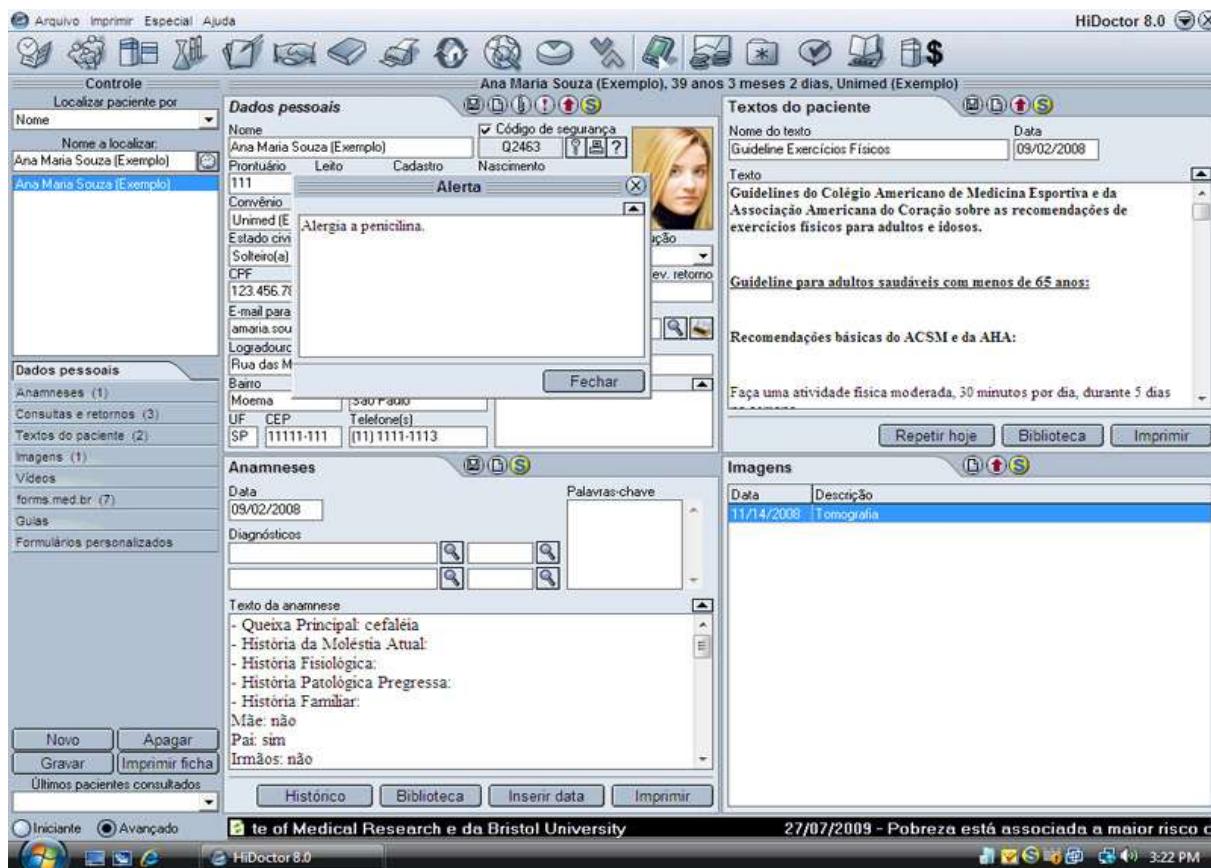 Arquivo Imprimir Especial Ajuda
HiDoctor 8.0
Controle
Ana Maria Souza (Exemplo), 39 anos 3 meses 2 dias, Unimed (Exemplo)
Localizar paciente por
Nome
Nome a localizar:
Ana Maria Souza (Exemplo)
Ana Maria Souza (Exemplo)
Dados pessoais
Anamneses (1)
Consultas e retornos (3)
Textos do paciente (2)
Imagens (1)
Vídeos
forms.med.br (7)
Guias
Formulários personalizados
Novo Apagar
Gravar Imprimir ficha
Últimos pacientes consultados
Iniciante Avançado
Dados pessoais
Nome Código de segurança
Ana Maria Souza (Exemplo) Q2463
Prontuário Leito Cadastro Nascimento
111
Convênio
Unimed (E
Estado civi ução
Solteiro(a)
CPF ev. retorno
123.456.78
E-mail para
amaria.sou
Logradouro
Rua das M
Bairro
Moema São Paulo
UF CEP Telefone(s)
SP 11111-111 (11) 1111-1113
Alerta
Alergia a penicilina.
Fechar
Textos do paciente
Nome do texto Data
Guideline Exercícios Físicos 09/02/2008
Texto
Guidelines do Colégio Americano de Medicina Esportiva e da
Associação Americana do Coração sobre as recomendações de
exercícios físicos para adultos e idosos.
Guideline para adultos saudáveis com menos de 65 anos:
Recomendações básicas do ACSM e da AHA:
Faça uma atividade física moderada, 30 minutos por dia, durante 5 dias
Repetir hoje Biblioteca Imprimir
Anamneses
Data Palavras-chave
09/02/2008
Diagnósticos
Texto da anamnese
- Queixa Principal: cefaléia
- História da Moléstia Atual:
- História Fisiológica:
- História Patológica Pregressa:
- História Familiar:
Mãe: não
Pai: sim
Irmãos: não
Histórico Biblioteca Inserir data Imprimir
Imagens
Data Descrição
11/14/2008 Tomografia
te of Medical Research e da Bristol University 27/07/2009 - Pobreza está associada a maior risco
HiDoctor 8.0
3:22 PM